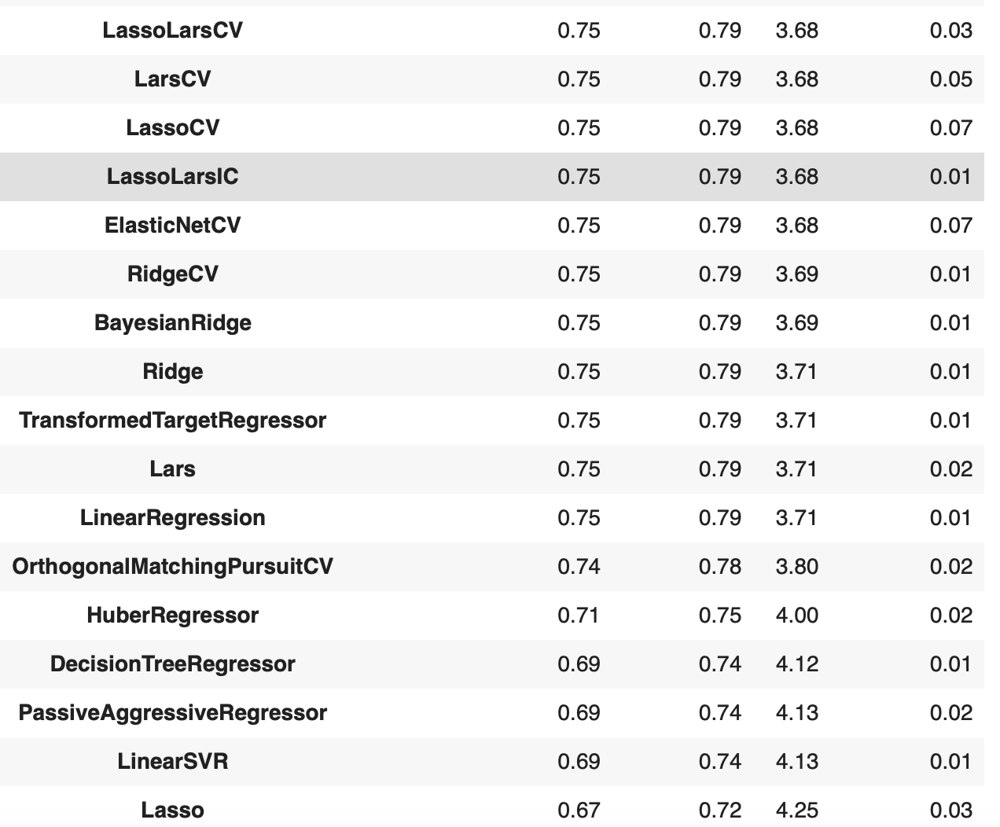 LassoLarsCV 0.75 0.79 3.68 0.03
LarsCV 0.75 0.79 3.68 0.05
LassoCV 0.75 0.79 3.68 0.07
LassoLarsIC 0.75 0.79 3.68 0.01
ElasticNetCV 0.75 0.79 3.68 0.07
RidgeCV 0.75 0.79 3.69 0.01
BayesianRidge 0.75 0.79 3.69 0.01
Ridge 0.75 0.79 3.71 0.01
TransformedTargetRegressor 0.75 0.79 3.71 0.01
Lars 0.75 0.79 3.71 0.02
LinearRegression 0.75 0.79 3.71 0.01
OrthogonalMatchingPursuitCV 0.74 0.78 3.80 0.02
HuberRegressor 0.71 0.75 4.00 0.02
DecisionTreeRegressor 0.69 0.74 4.12 0.01
PassiveAggressiveRegressor 0.69 0.74 4.13 0.02
LinearSVR 0.69 0.74 4.13 0.01
Lasso 0.67 0.72 4.25 0.03